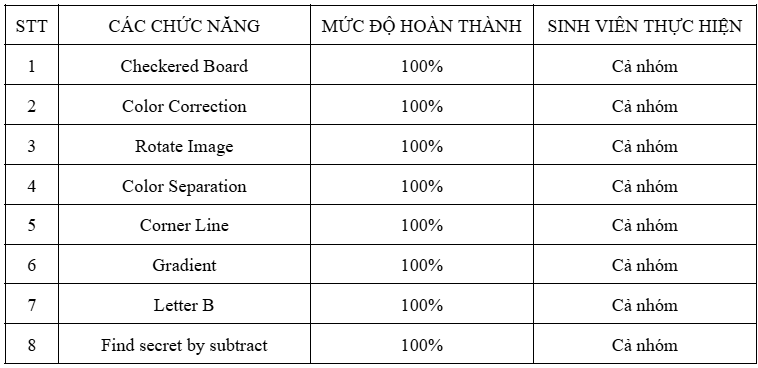 STT CÁC CHỨC NĂNG MỨC ĐỘ HOÀN THÀNH SINH VIÊN THỰC HIỆN
1 Checkered Board 100% Cả nhóm
2 Color Correction 100% Cả nhóm
3 Rotate Image 100% Cả nhóm
4 Color Separation 100% Cả nhóm
5 Corner Line 100% Cả nhóm
6 Gradient 100% Cả nhóm
7 Letter B 100% Cả nhóm
8 Find secret by subtract 100% Cả nhóm